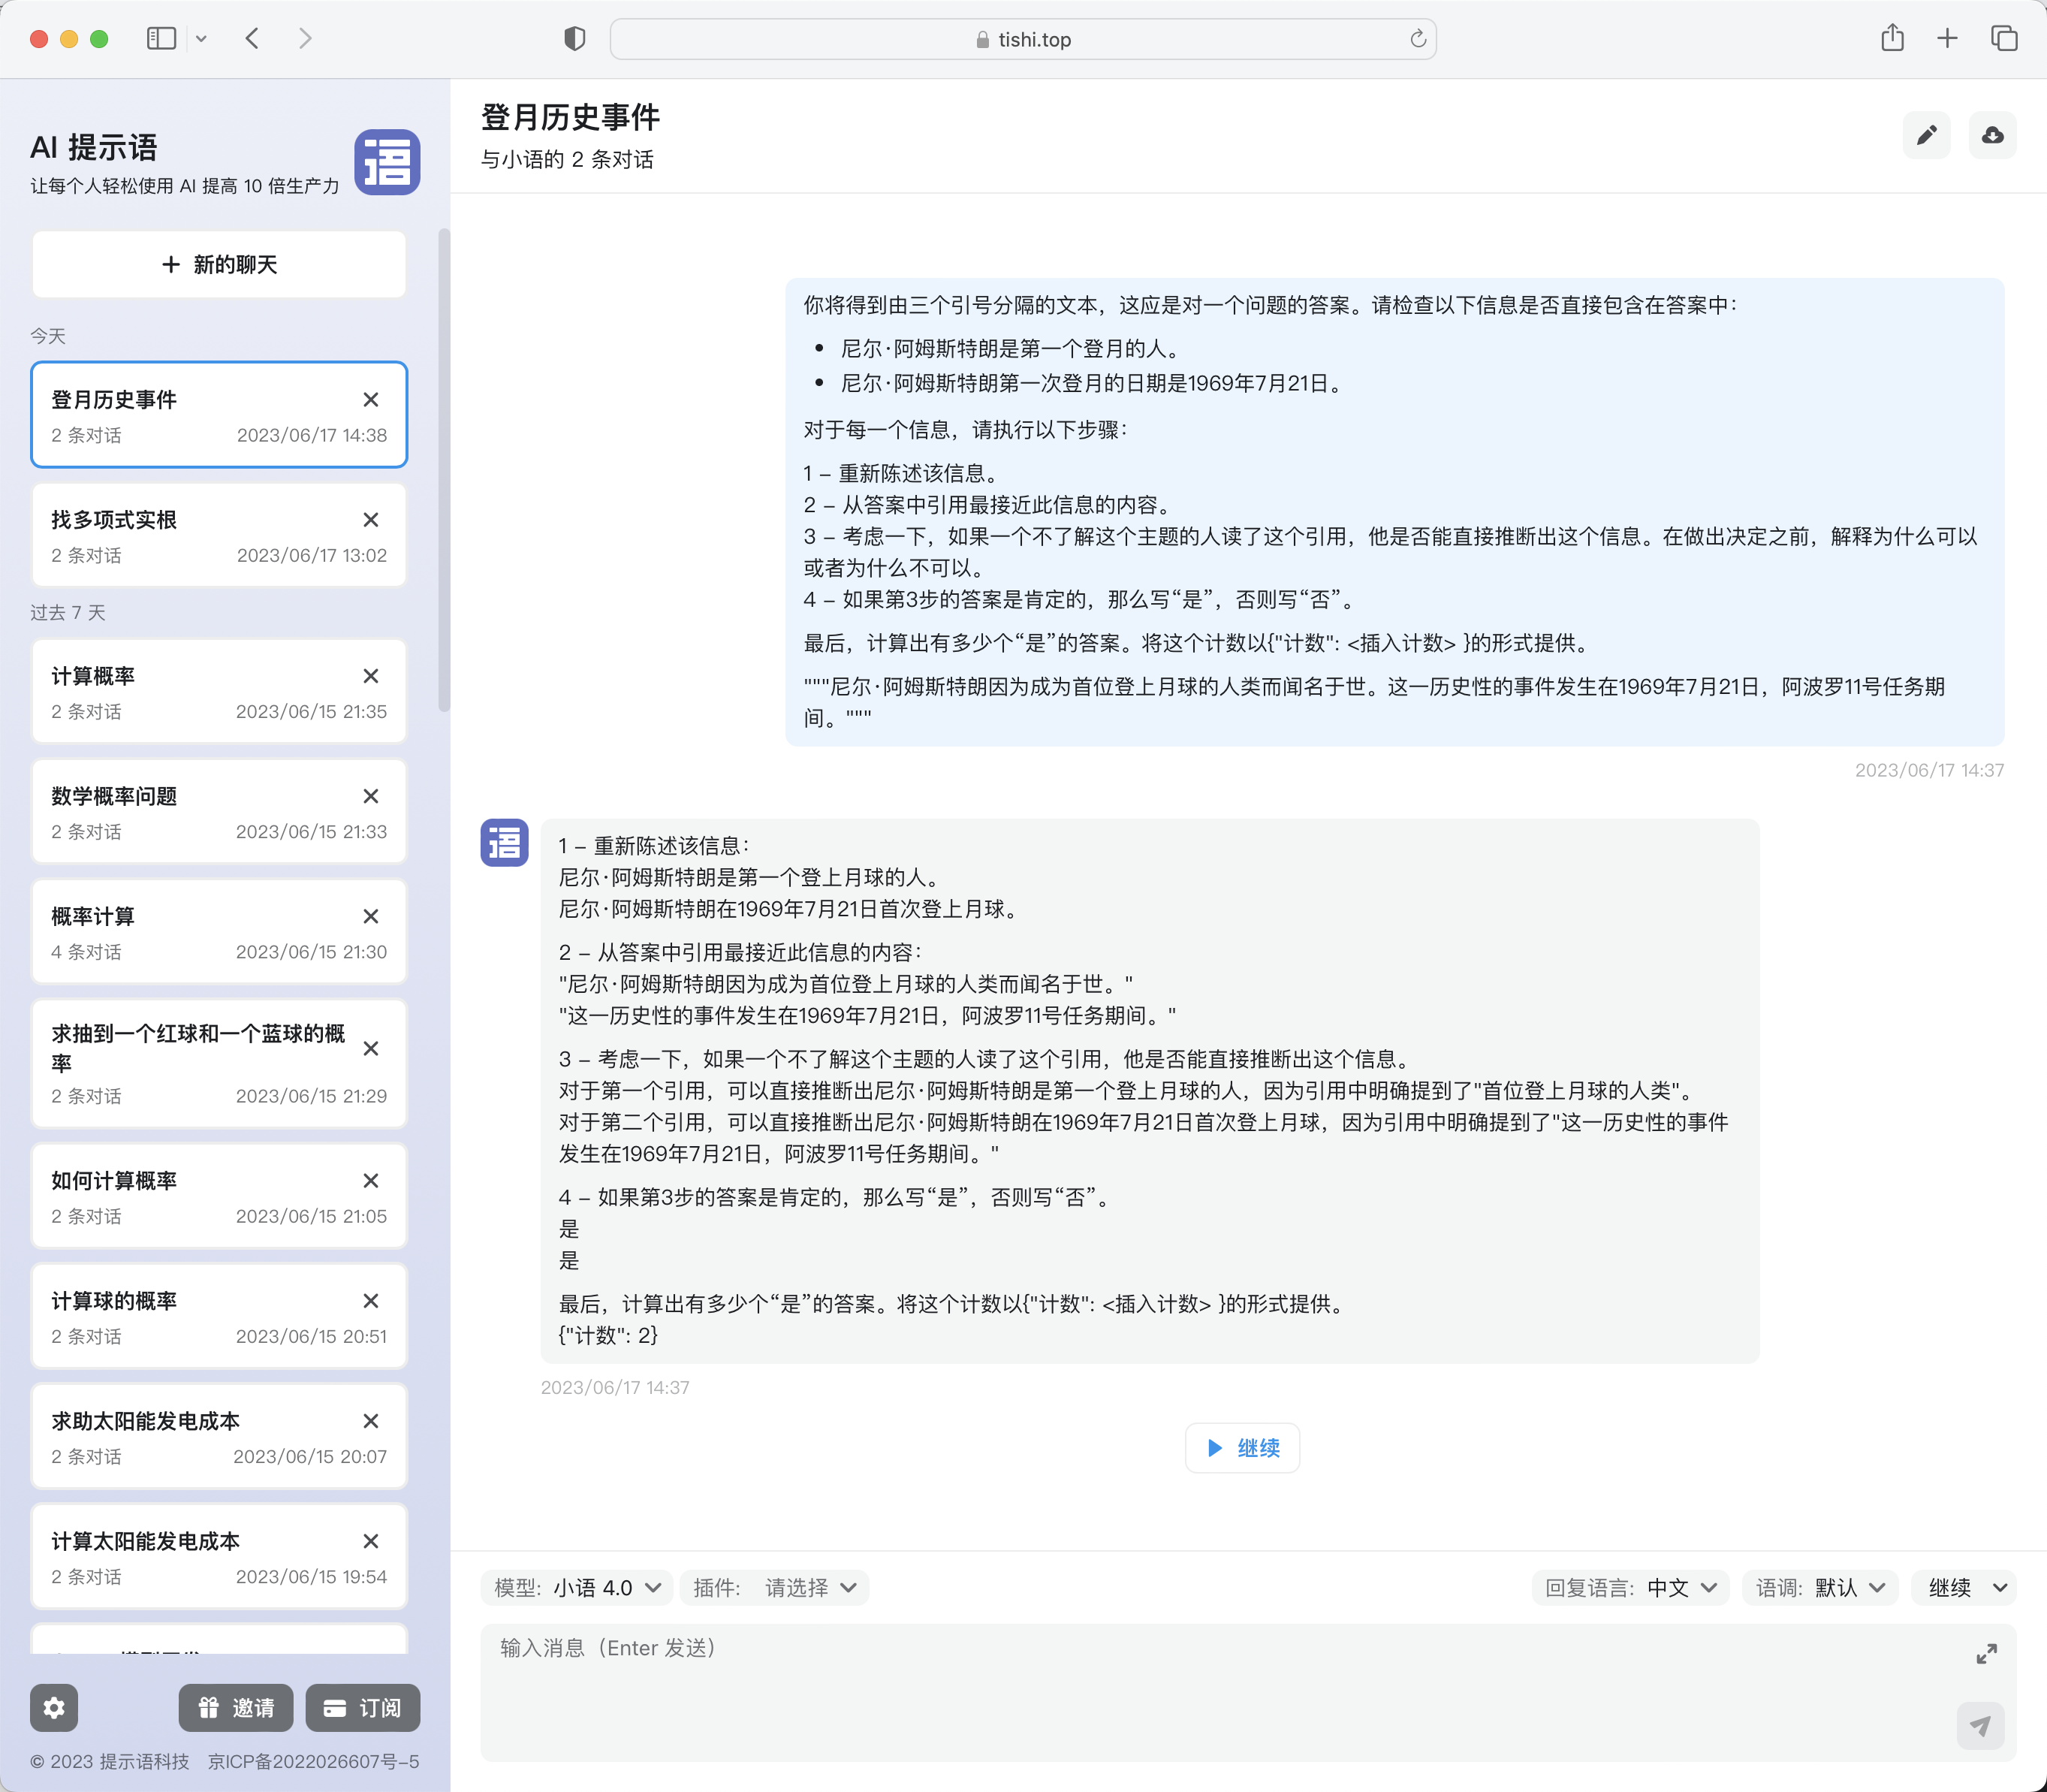 tishi.top
AI 提示语
让每个人轻松使用 AI 提高 10 倍生产力
语
+ 新的聊天
今天
登月历史事件
2 条对话 2023/06/17 14:38
找多项式实根
2 条对话 2023/06/17 13:02
过去 7 天
计算概率
2 条对话 2023/06/15 21:35
数学概率问题
2 条对话 2023/06/15 21:33
概率计算
4 条对话 2023/06/15 21:30
求抽到一个红球和一个蓝球的概
率
2 条对话 2023/06/15 21:29
如何计算概率
2 条对话 2023/06/15 21:05
计算球的概率
2 条对话 2023/06/15 20:51
求助太阳能发电成本
2 条对话 2023/06/15 20:07
计算太阳能发电成本
2 条对话 2023/06/15 19:54
邀请
订阅
© 2023 提示语科技 京ICP备2022026607号-5
登月历史事件
与小语的 2 条对话
你将得到由三个引号分隔的文本，这应是对一个问题的答案。请检查以下信息是否直接包含在答案中：
• 尼尔·阿姆斯特朗是第一个登月的人。
• 尼尔·阿姆斯特朗第一次登月的日期是1969年7月21日。
对于每一个信息，请执行以下步骤：
1 – 重新陈述该信息。
2 – 从答案中引用最接近此信息的内容。
3 – 考虑一下，如果一个不了解这个主题的人读了这个引用，他是否能直接推断出这个信息。在做出决定之前，解释为什么可以
或者为什么不可以。
4 – 如果第3步的答案是肯定的，那么写“是”，否则写“否”。
最后，计算出有多少个“是”的答案。将这个计数以{"计数": <插入计数> }的形式提供。
"""尼尔·阿姆斯特朗因为成为首位登上月球的人类而闻名于世。这一历史性的事件发生在1969年7月21日，阿波罗11号任务期
间。"""
2023/06/17 14:37
语
1 – 重新陈述该信息：
尼尔·阿姆斯特朗是第一个登上月球的人。
尼尔·阿姆斯特朗在1969年7月21日首次登上月球。
2 – 从答案中引用最接近此信息的内容：
"尼尔·阿姆斯特朗因为成为首位登上月球的人类而闻名于世。"
"这一历史性的事件发生在1969年7月21日，阿波罗11号任务期间。"
3 – 考虑一下，如果一个不了解这个主题的人读了这个引用，他是否能直接推断出这个信息。
对于第一个引用，可以直接推断出尼尔·阿姆斯特朗是第一个登上月球的人，因为引用中明确提到了"首位登上月球的人类"。
对于第二个引用，可以直接推断出尼尔·阿姆斯特朗在1969年7月21日首次登上月球，因为引用中明确提到了"这一历史性的事件
发生在1969年7月21日，阿波罗11号任务期间。"
4 – 如果第3步的答案是肯定的，那么写“是”，否则写“否”。
是
是
最后，计算出有多少个“是”的答案。将这个计数以{"计数": <插入计数> }的形式提供。
{"计数": 2}
2023/06/17 14:37
继续
模型: 小语 4.0 插件: 请选择 回复语言: 中文 语调: 默认 继续
输入消息（Enter 发送）